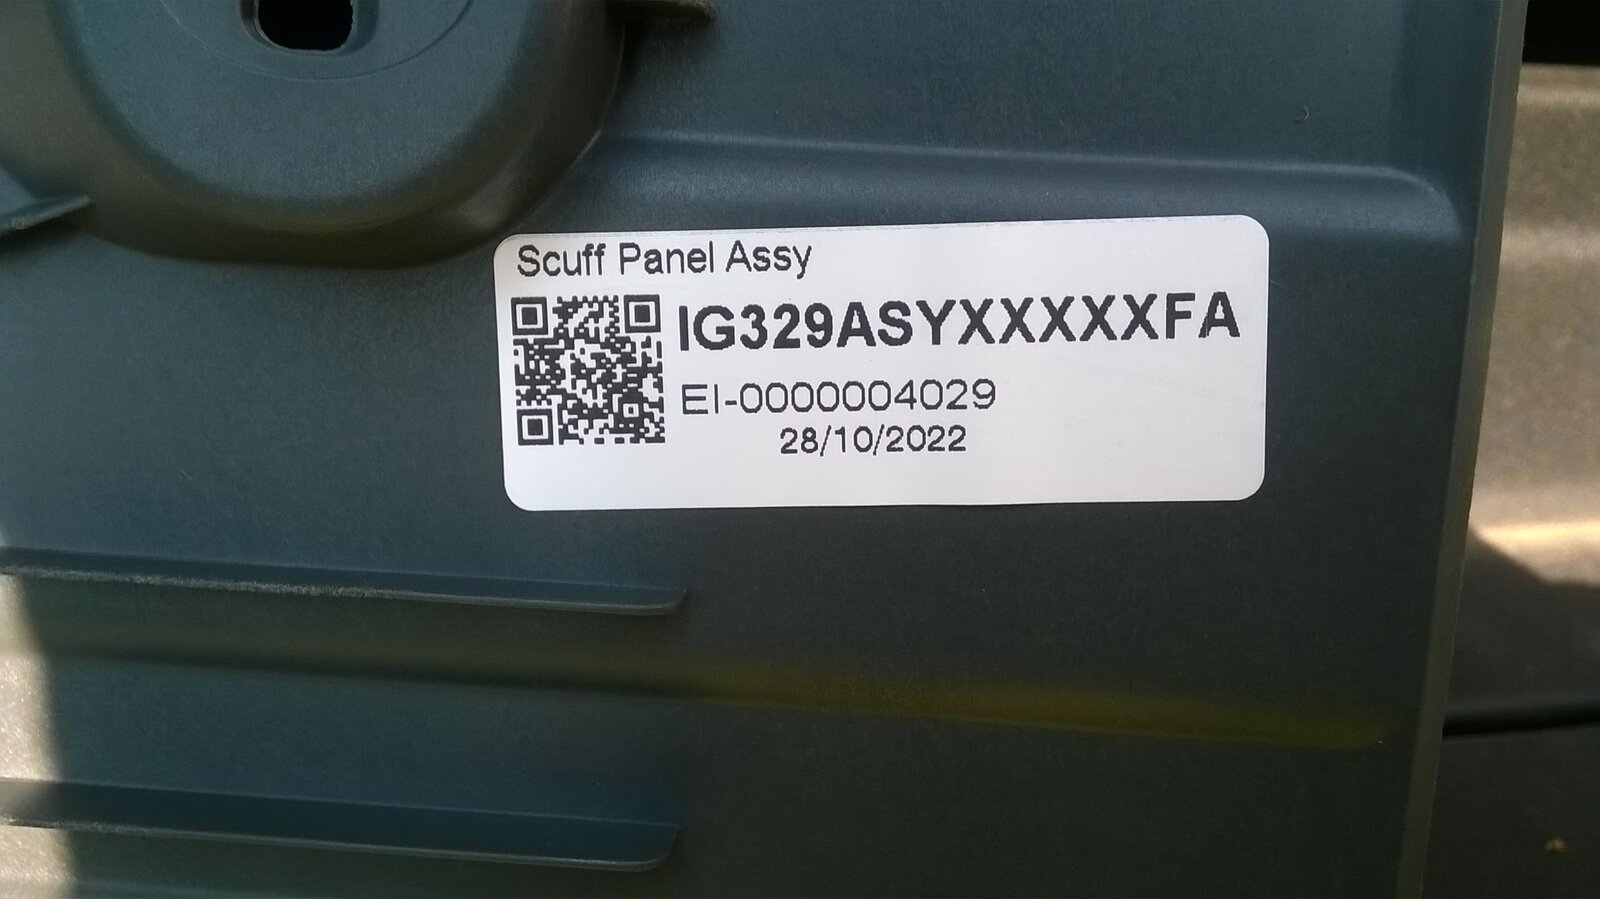 Scuff Panel Assy
IG329ASYXXXXXFA
EI-0000004029
28/10/2022